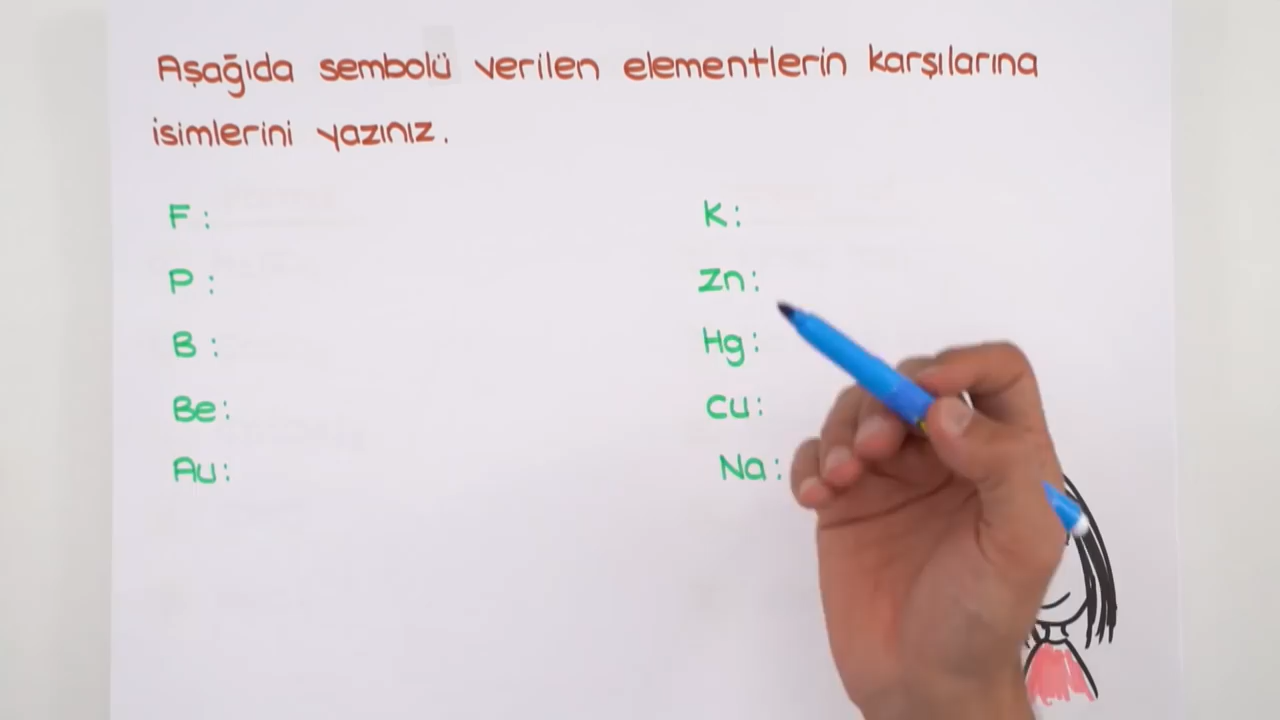 Aşağıda sembolü verilen elementlerin karşılarına
isimlerini yazınız.
F :
P :
B :
Be :
Au :
K :
Zn :
Hg :
Cu :
Na :